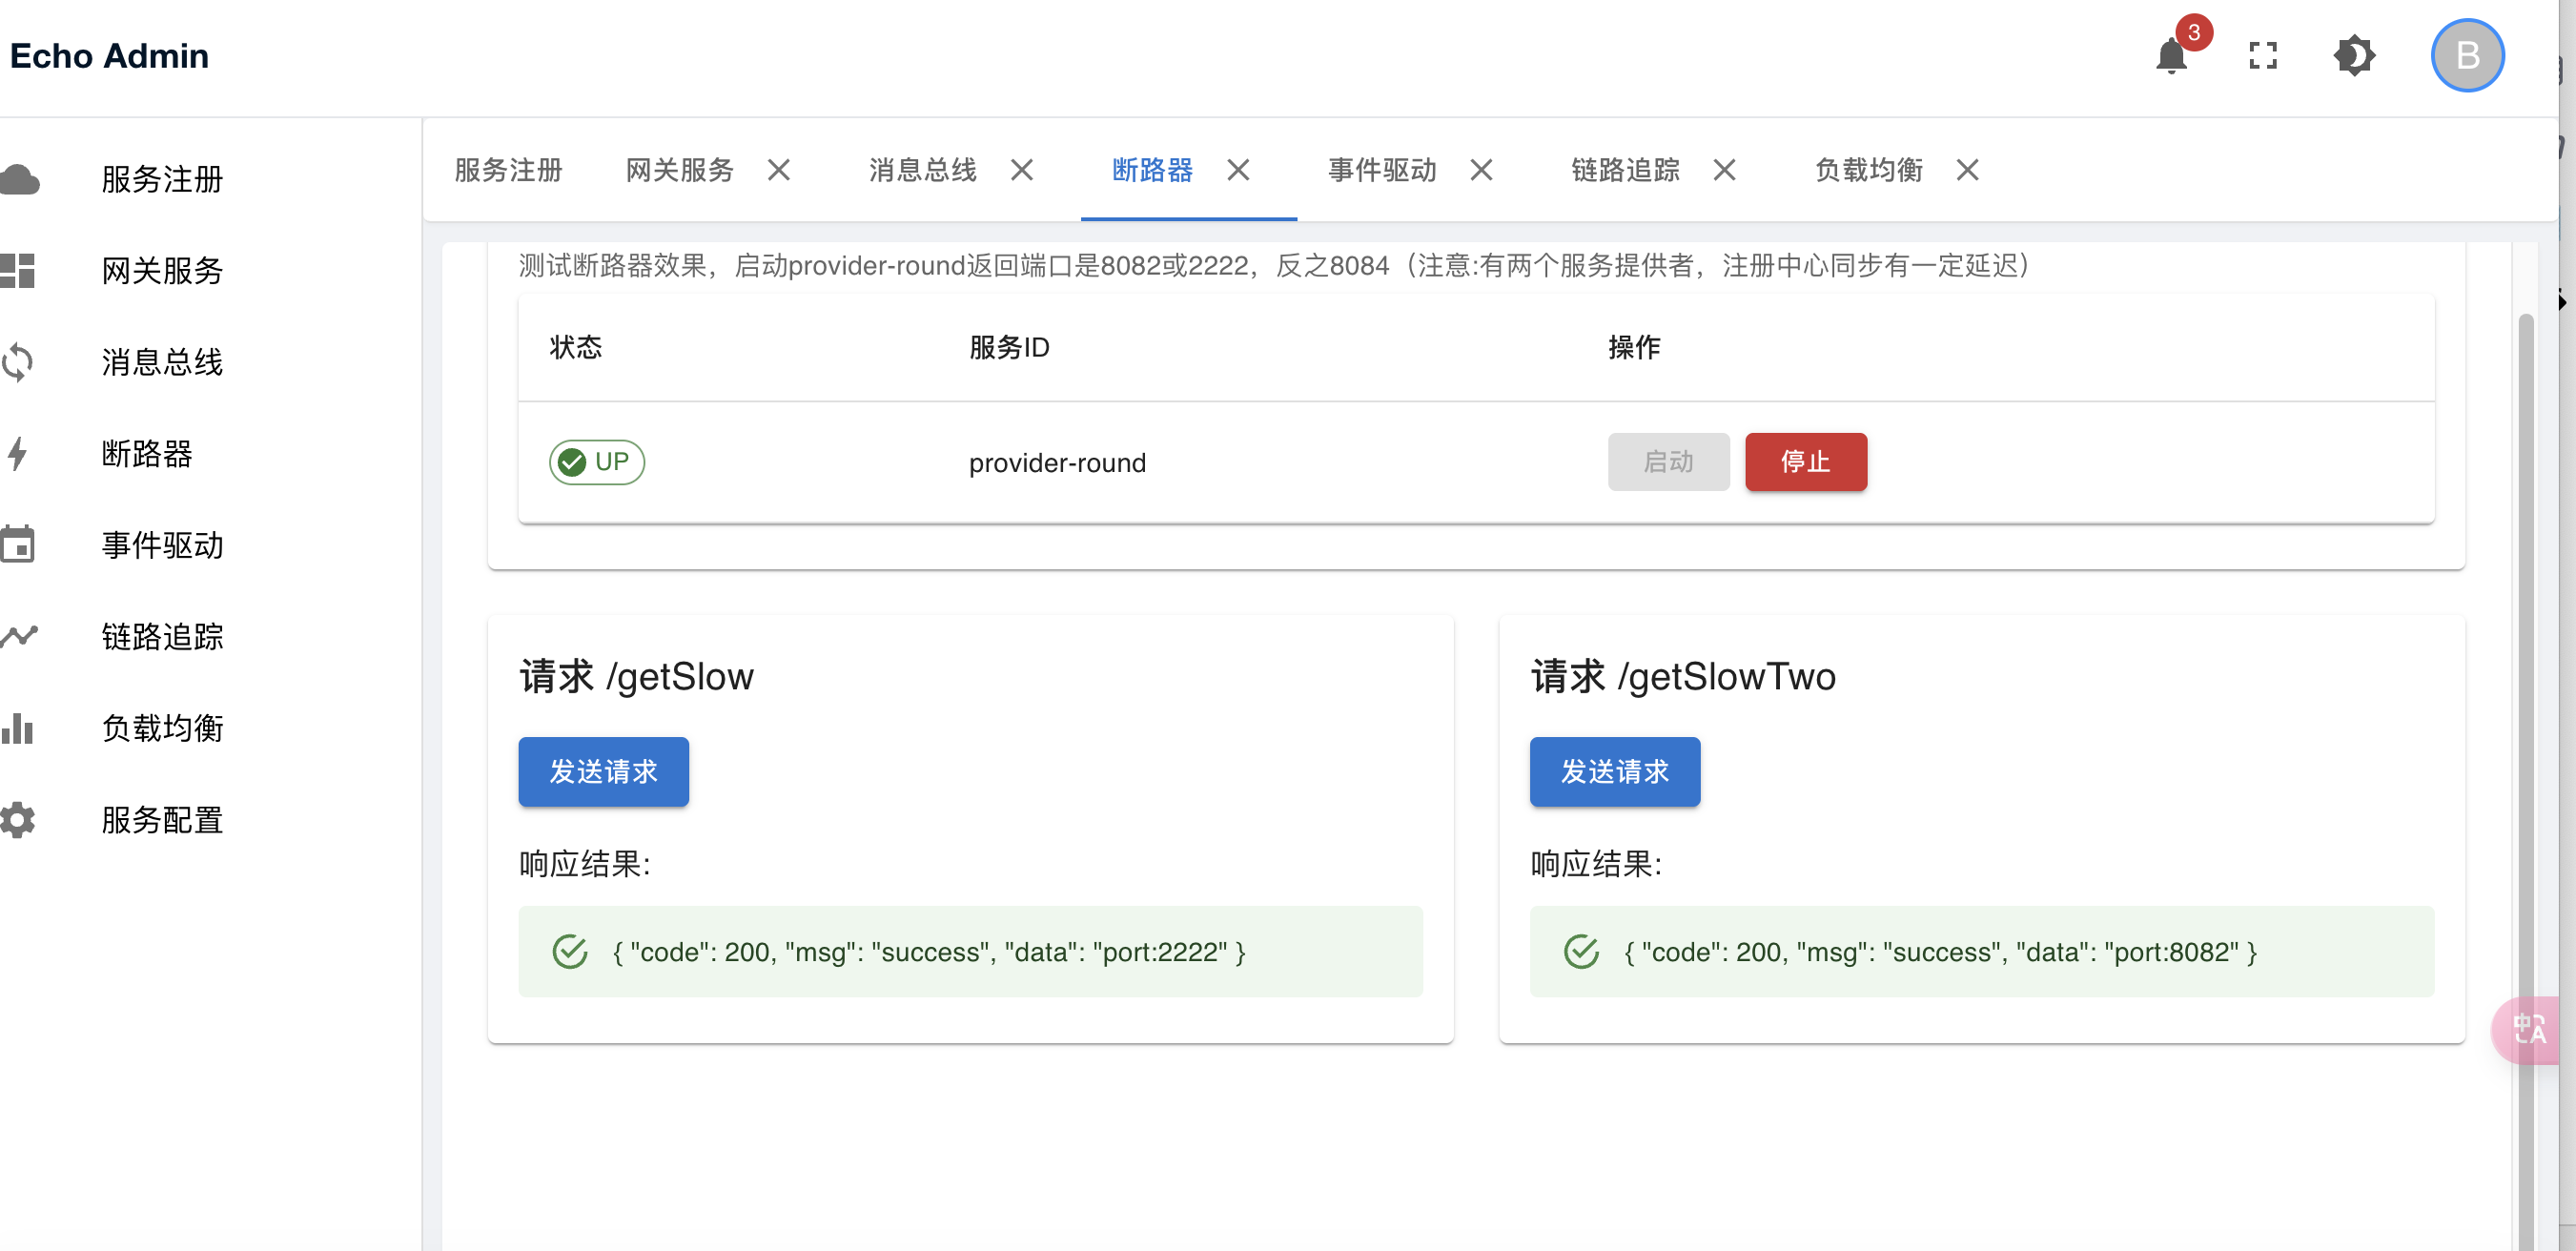 Echo Admin
3
B
服务注册
网关服务
消息总线
断路器
事件驱动
链路追踪
负载均衡
服务配置
服务注册 网关服务 消息总线 断路器 事件驱动 链路追踪 负载均衡
测试断路器效果，启动provider-round返回端口是8082或2222，反之8084（注意:有两个服务提供者，注册中心同步有一定延迟）
状态 服务ID 操作
UP provider-round 启动 停止
请求 /getSlow
发送请求
响应结果:
{ "code": 200, "msg": "success", "data": "port:2222" }
请求 /getSlowTwo
发送请求
响应结果:
{ "code": 200, "msg": "success", "data": "port:8082" }
中A